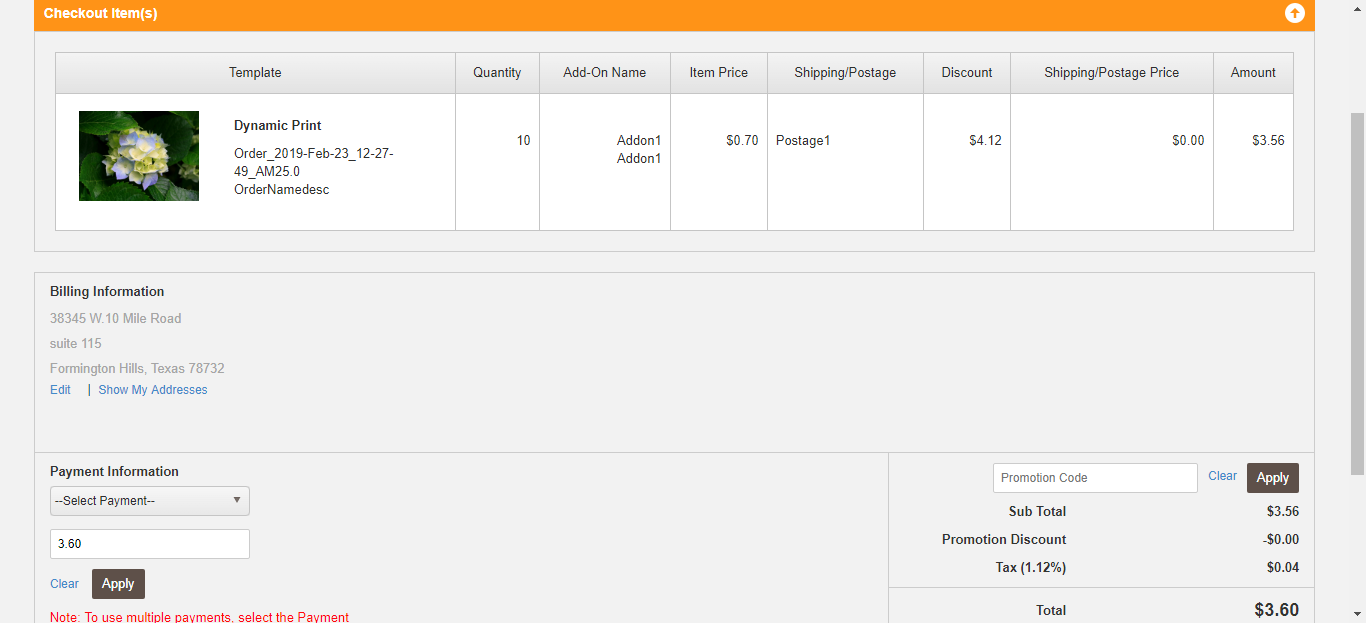 Checkout Item(s)
Template Quantity Add-On Name Item Price Shipping/Postage Discount Shipping/Postage Price Amount
Dynamic Print
Order_2019-Feb-23_12-27-
49_AM25.0
OrderNamedesc
10 Addon1 $0.70 Postage1 $4.12 $0.00 $3.56
Addon1
Billing Information
38345 W.10 Mile Road
suite 115
Formington Hills, Texas 78732
Edit | Show My Addresses
Payment Information
--Select Payment--
3.60
Clear Apply
Note: To use multiple payments, select the Payment
Promotion Code Clear Apply
Sub Total $3.56
Promotion Discount -$0.00
Tax (1.12%) $0.04
Total $3.60